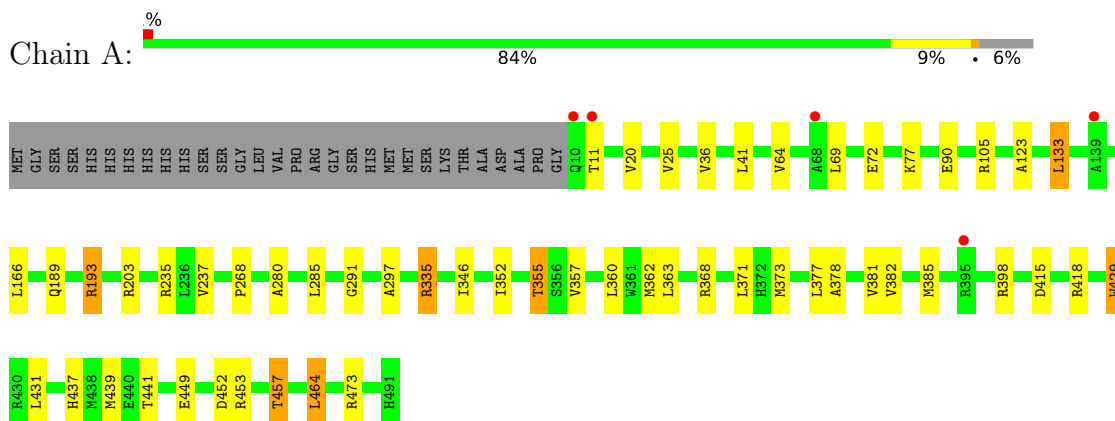 .%
Chain A:
84% 9% • 6%
MET GLY SER SER HIS HIS HIS HIS HIS HIS SER SER GLY LEU VAL PRO ARG GLY SER HIS MET MET SER LYS THR ALA ASP ALA PRO GLY Q10 T11 V20 V25 V36 L41 V64 A68 L69 E72 K77 E90 R105 A123 L133 A139
L166 Q189 R193 R203 R235 L236 V237 P268 A280 L285 G291 A297 R335 I346 I352 T355 S356 V357 L360 W361 M362 L363 R368 L371 H372 M373 L377 A378 V381 V382 M385 R395 R398 D415 R418
R430 L431 H437 M438 M439 E440 T441 E449 D452 R453 T457 L464 R473 H491